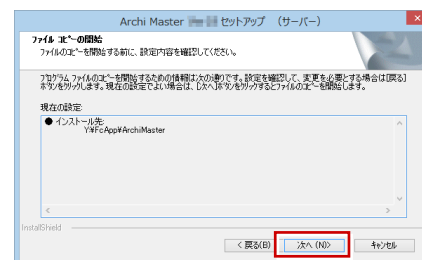 Archi Master セットアップ （サーバー）
ファイル コピーの開始
ファイルのコピーを開始する前に、設定内容を確認してください。
プログラム ファイルのコピーを開始するための情報は次の通りです。設定を確認して、変更を必要とする場合は[戻る]
ボタンをクリックします。現在の設定でよい場合は、[次へ]ボタンをクリックするとファイルのコピーを開始します。
現在の設定:
● インストール先:
Y:¥FcApp¥ArchiMaster
InstallShield
< 戻る(B)
次へ (N)>
キャンセル